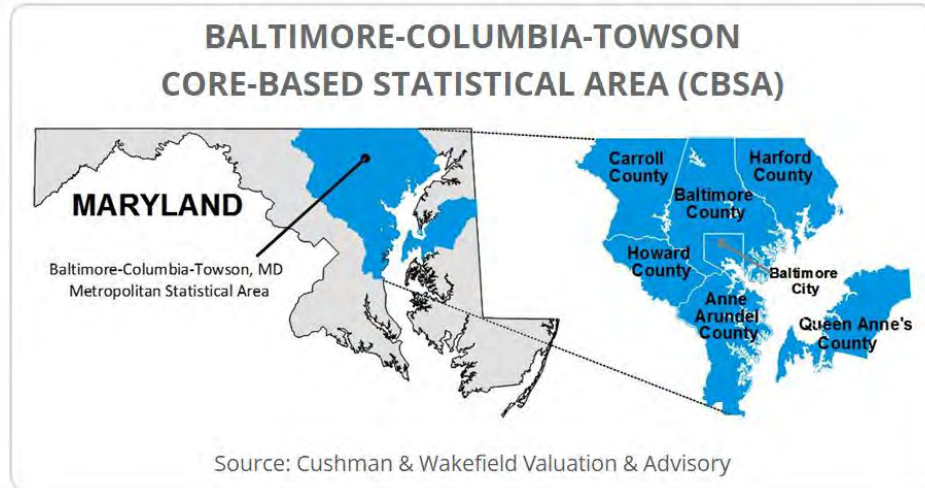 BALTIMORE-COLUMBIA-TOWSON
CORE-BASED STATISTICAL AREA (CBSA)
MARYLAND
Baltimore-Columbia-Towson, MD
Metropolitan Statistical Area
Carroll
County
Harford
County
Baltimore
County
Howard
County
Baltimore
City
Anne
Arundel
County
Queen Anne's
County
Source: Cushman & Wakefield Valuation & Advisory